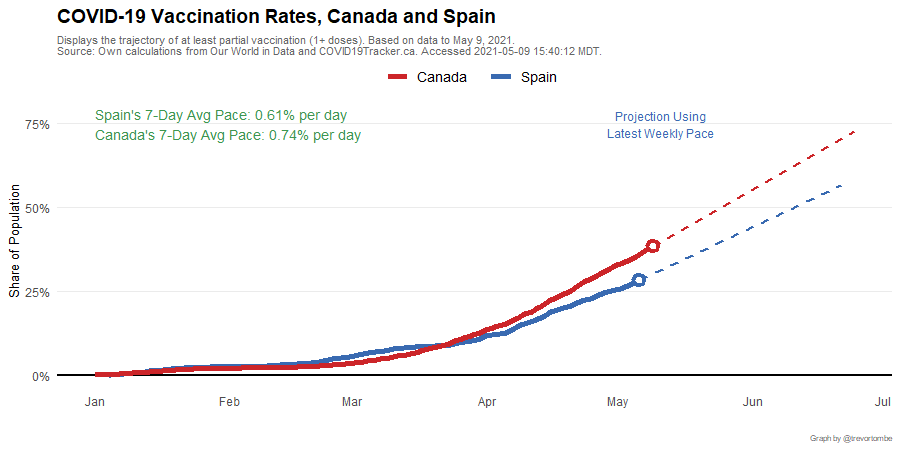 COVID-19 Vaccination Rates, Canada and Spain
Displays the trajectory of at least partial vaccination (1+ doses). Based on data to May 9, 2021.
Source: Own calculations from Our World in Data and COVID19Tracker.ca. Accessed 2021-05-09 15:40:12 MDT.
Canada Spain
Spain's 7-Day Avg Pace: 0.61% per day
Canada's 7-Day Avg Pace: 0.74% per day
Projection Using
Latest Weekly Pace
Share of Population
75%
50%
25%
0%
Jan Feb Mar Apr May Jun Jul
Graph by @trevortombe